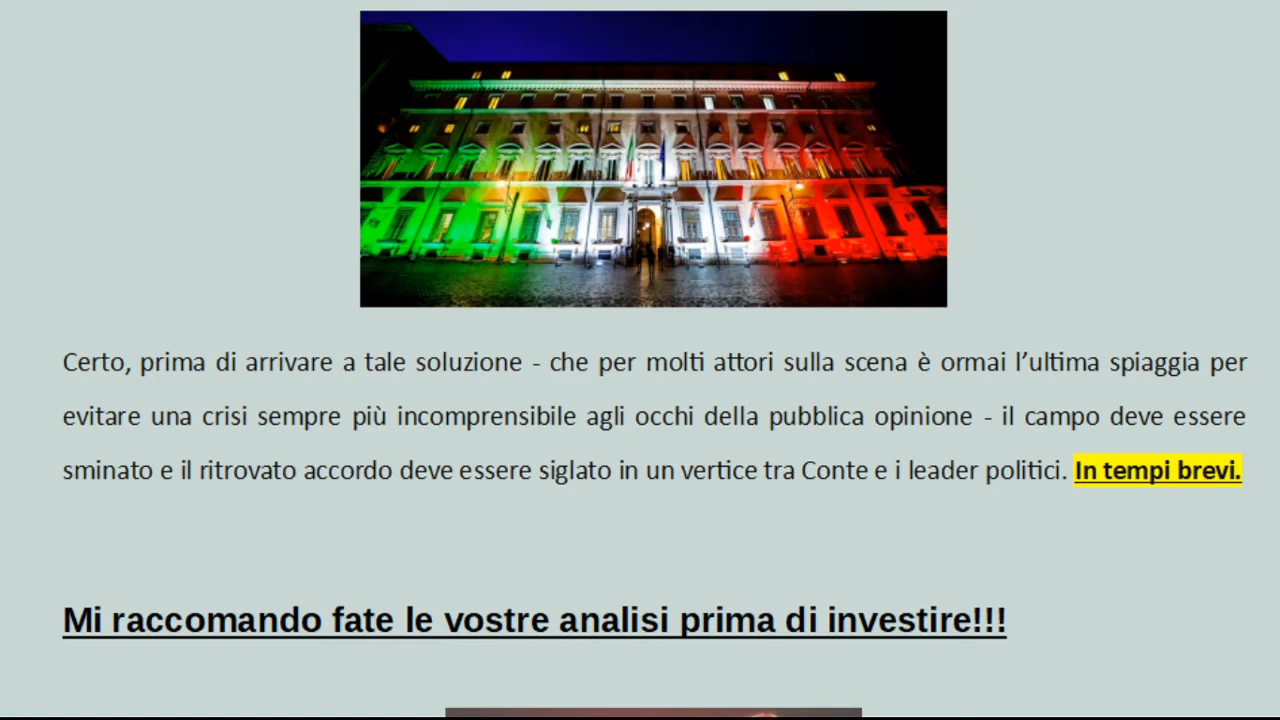 Certo, prima di arrivare a tale soluzione - che per molti attori sulla scena è ormai l’ultima spiaggia per
evitare una crisi sempre più incomprensibile agli occhi della pubblica opinione - il campo deve essere
sminato e il ritrovato accordo deve essere siglato in un vertice tra Conte e i leader politici. In tempi brevi.
Mi raccomando fate le vostre analisi prima di investire!!!